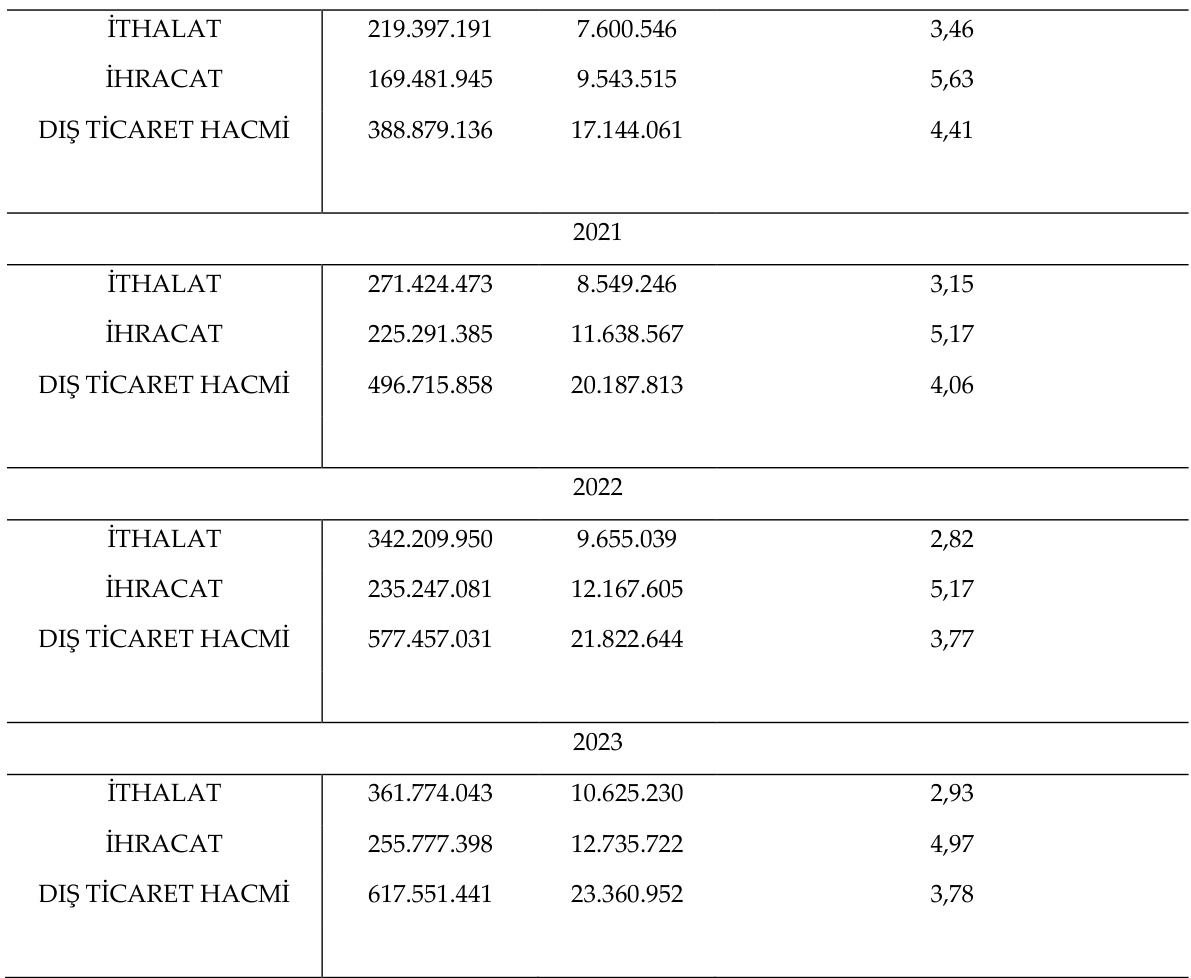 İTHALAT 219.397.191 7.600.546 3,46
İHRACAT 169.481.945 9.543.515 5,63
DIŞ TİCARET HACMİ 388.879.136 17.144.061 4,41
2021
İTHALAT 271.424.473 8.549.246 3,15
İHRACAT 225.291.385 11.638.567 5,17
DIŞ TİCARET HACMİ 496.715.858 20.187.813 4,06
2022
İTHALAT 342.209.950 9.655.039 2,82
İHRACAT 235.247.081 12.167.605 5,17
DIŞ TİCARET HACMİ 577.457.031 21.822.644 3,77
2023
İTHALAT 361.774.043 10.625.230 2,93
İHRACAT 255.777.398 12.735.722 4,97
DIŞ TİCARET HACMİ 617.551.441 23.360.952 3,78